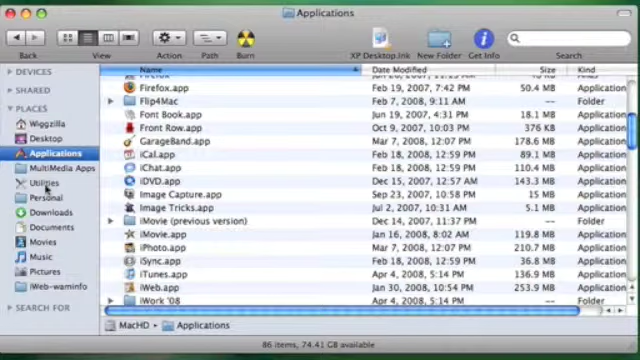 Applications
Back
View
Action
Path
Burn
XP Desktop.lnk
New Folder
Get Info
Search
DEVICES
SHARED
PLACES
Wiggzilla
Desktop
Applications
MultiMedia Apps
Utilities
Personal
Downloads
Documents
Movies
Music
Pictures
iWeb-waminfo
SEARCH FOR
Name Date Modified Size Kind
Firefox.app Feb 19, 2007, 7:42 PM 50.4 MB Application
Flip4Mac Feb 7, 2008, 9:11 AM -- Folder
Font Book.app Jun 19, 2007, 4:31 PM 18.1 MB Application
Front Row.app Oct 9, 2007, 10:03 PM 376 KB Application
GarageBand.app Mar 7, 2008, 12:07 PM 178.6 MB Application
iCal.app Feb 18, 2008, 12:59 PM 89.1 MB Application
iChat.app Feb 18, 2008, 12:59 PM 110.4 MB Application
iDVD.app Dec 15, 2007, 12:57 AM 143.3 MB Application
Image Capture.app Sep 23, 2007, 10:58 PM 15 MB Application
Image Tricks.app Jul 2, 2007, 10:31 AM 5.1 MB Application
iMovie (previous version) Dec 14, 2007, 11:37 PM -- Folder
iMovie.app Jan 16, 2008, 8:02 AM 119.8 MB Application
iPhoto.app Mar 7, 2008, 12:07 PM 210.7 MB Application
iSync.app Feb 18, 2008, 12:59 PM 36.8 MB Application
iTunes.app Apr 4, 2008, 5:14 PM 136.9 MB Application
iWeb.app Jan 30, 2008, 10:54 PM 253.9 MB Application
iWork '08 Apr 4, 2008, 5:14 PM -- Folder
MacHD Applications
86 items, 74.41 GB available